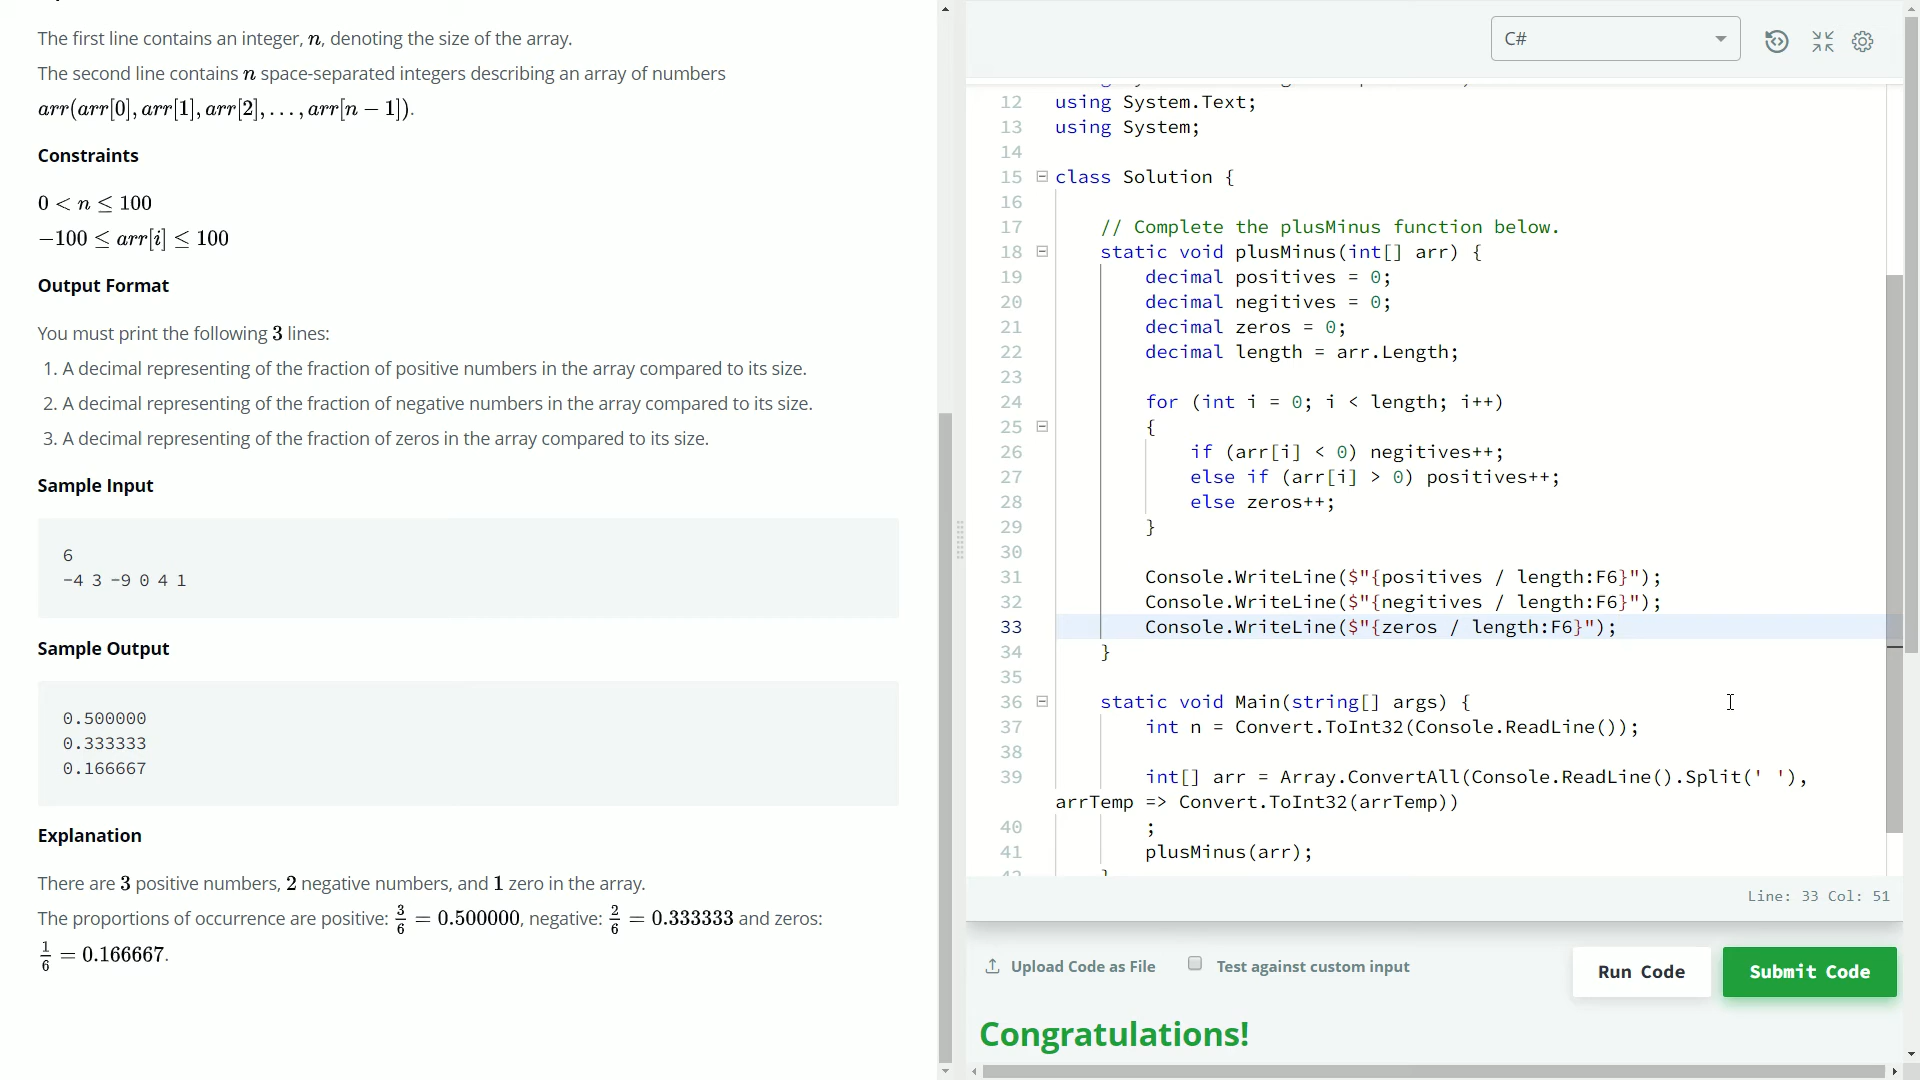 The first line contains an integer, n, denoting the size of the array.
The second line contains n space-separated integers describing an array of numbers
arr(arr[0], arr[1], arr[2], . . . , arr[n − 1]).
Constraints
0 < n ≤ 100
−100 ≤ arr[i] ≤ 100
Output Format
You must print the following 3 lines:
1. A decimal representing of the fraction of positive numbers in the array compared to its size.
2. A decimal representing of the fraction of negative numbers in the array compared to its size.
3. A decimal representing of the fraction of zeros in the array compared to its size.
Sample Input
6
-4 3 -9 0 4 1
Sample Output
0.500000
0.333333
0.166667
Explanation
There are 3 positive numbers, 2 negative numbers, and 1 zero in the array.
The proportions of occurrence are positive: 3/6 = 0.500000, negative: 2/6 = 0.333333 and zeros:
1/6 = 0.166667.
C#
12 using System.Text;
13 using System;
14
15 class Solution {
16
17 // Complete the plusMinus function below.
18 static void plusMinus(int[] arr) {
19 decimal positives = 0;
20 decimal negitives = 0;
21 decimal zeros = 0;
22 decimal length = arr.Length;
23
24 for (int i = 0; i < length; i++)
25 {
26 if (arr[i] < 0) negitives++;
27 else if (arr[i] > 0) positives++;
28 else zeros++;
29 }
30
31 Console.WriteLine($"{positives / length:F6}");
32 Console.WriteLine($"{negitives / length:F6}");
33 Console.WriteLine($"{zeros / length:F6}");
34 }
35
36 static void Main(string[] args) {
37 int n = Convert.ToInt32(Console.ReadLine());
38
39 int[] arr = Array.ConvertAll(Console.ReadLine().Split(' '),
arrTemp => Convert.ToInt32(arrTemp))
40 ;
41 plusMinus(arr);
Line: 33 Col: 51
Upload Code as File
Test against custom input
Run Code
Submit Code
Congratulations!